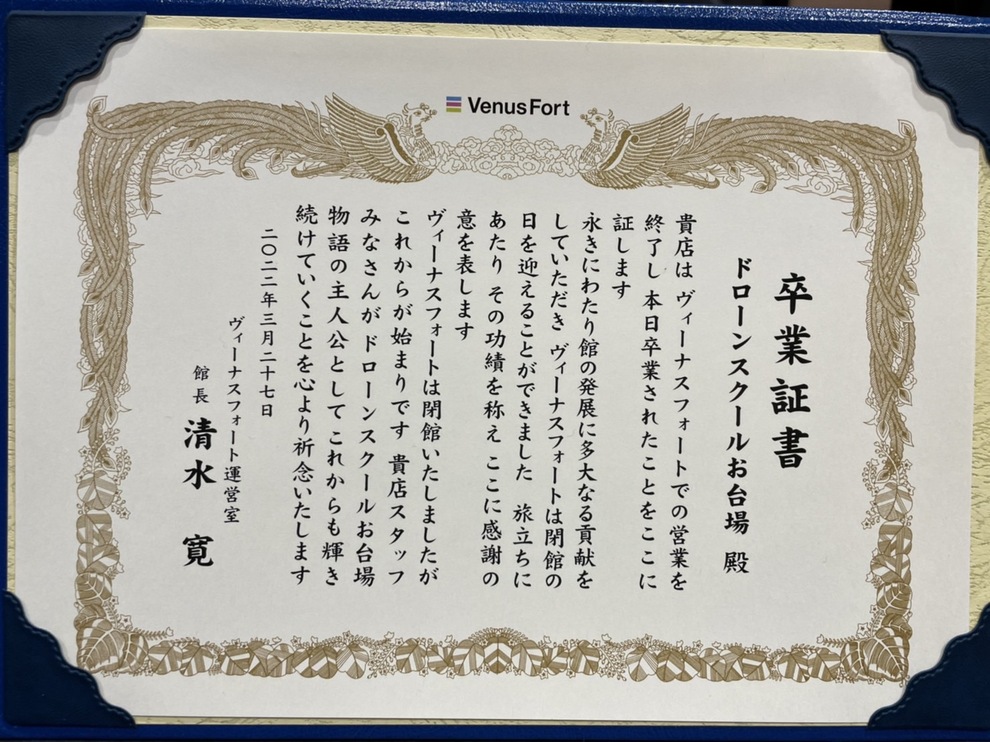 VenusFort
卒業証書
ドローンスクールお台場 殿
貴店は ヴィーナスフォートでの営業を
終了し 本日卒業されたことをここに
証します
永きにわたり館の発展に多大なる貢献を
していただき ヴィーナスフォートは閉館の
日を迎えることができました 旅立ちに
あたり その功績を称え ここに感謝の
意を表します
ヴィーナスフォートは閉館いたしましたが
これからが始まりです 貴店スタッフ
みなさんが ドローンスクールお台場
物語の主人公として これからも輝き
続けていくことを心より祈念いたします
二〇二二年三月二十七日
ヴィーナスフォート運営室
館長 清水 寛